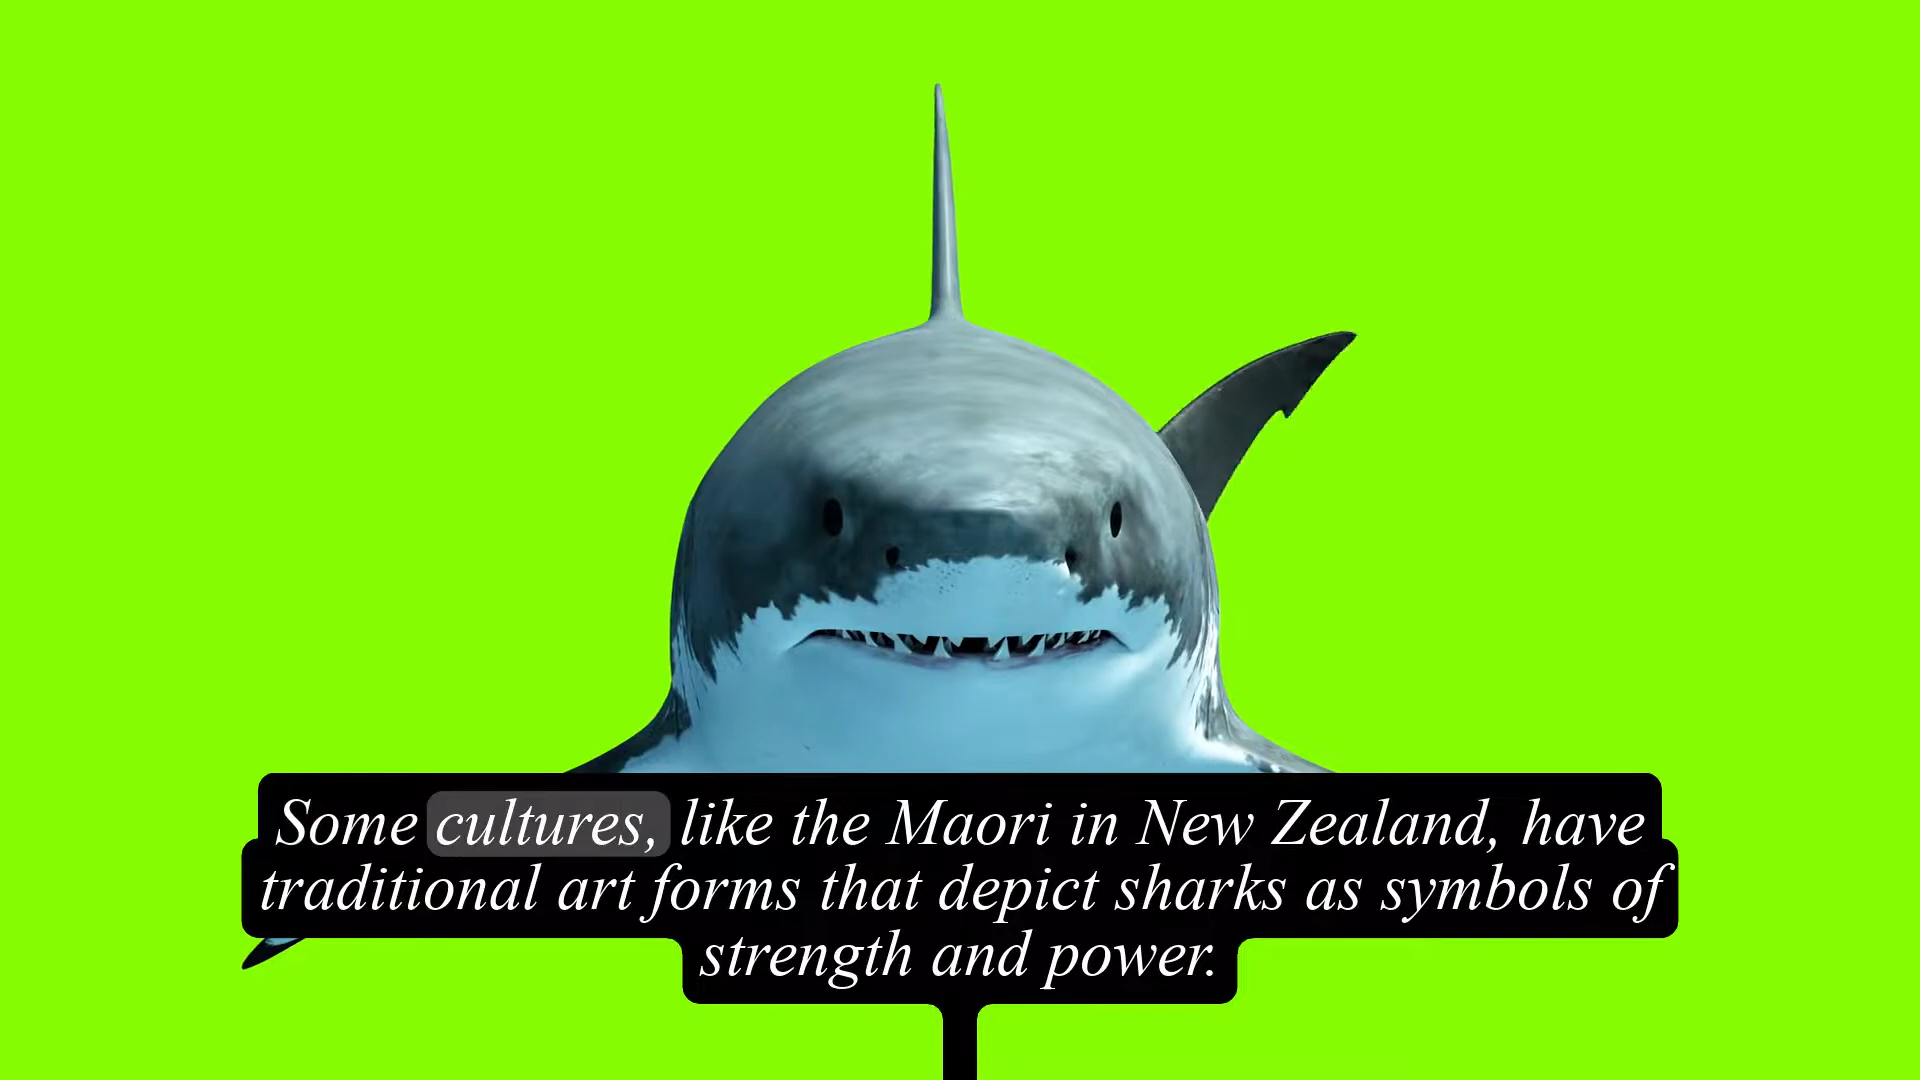 Some cultures, like the Maori in New Zealand, have
traditional art forms that depict sharks as symbols of
strength and power.